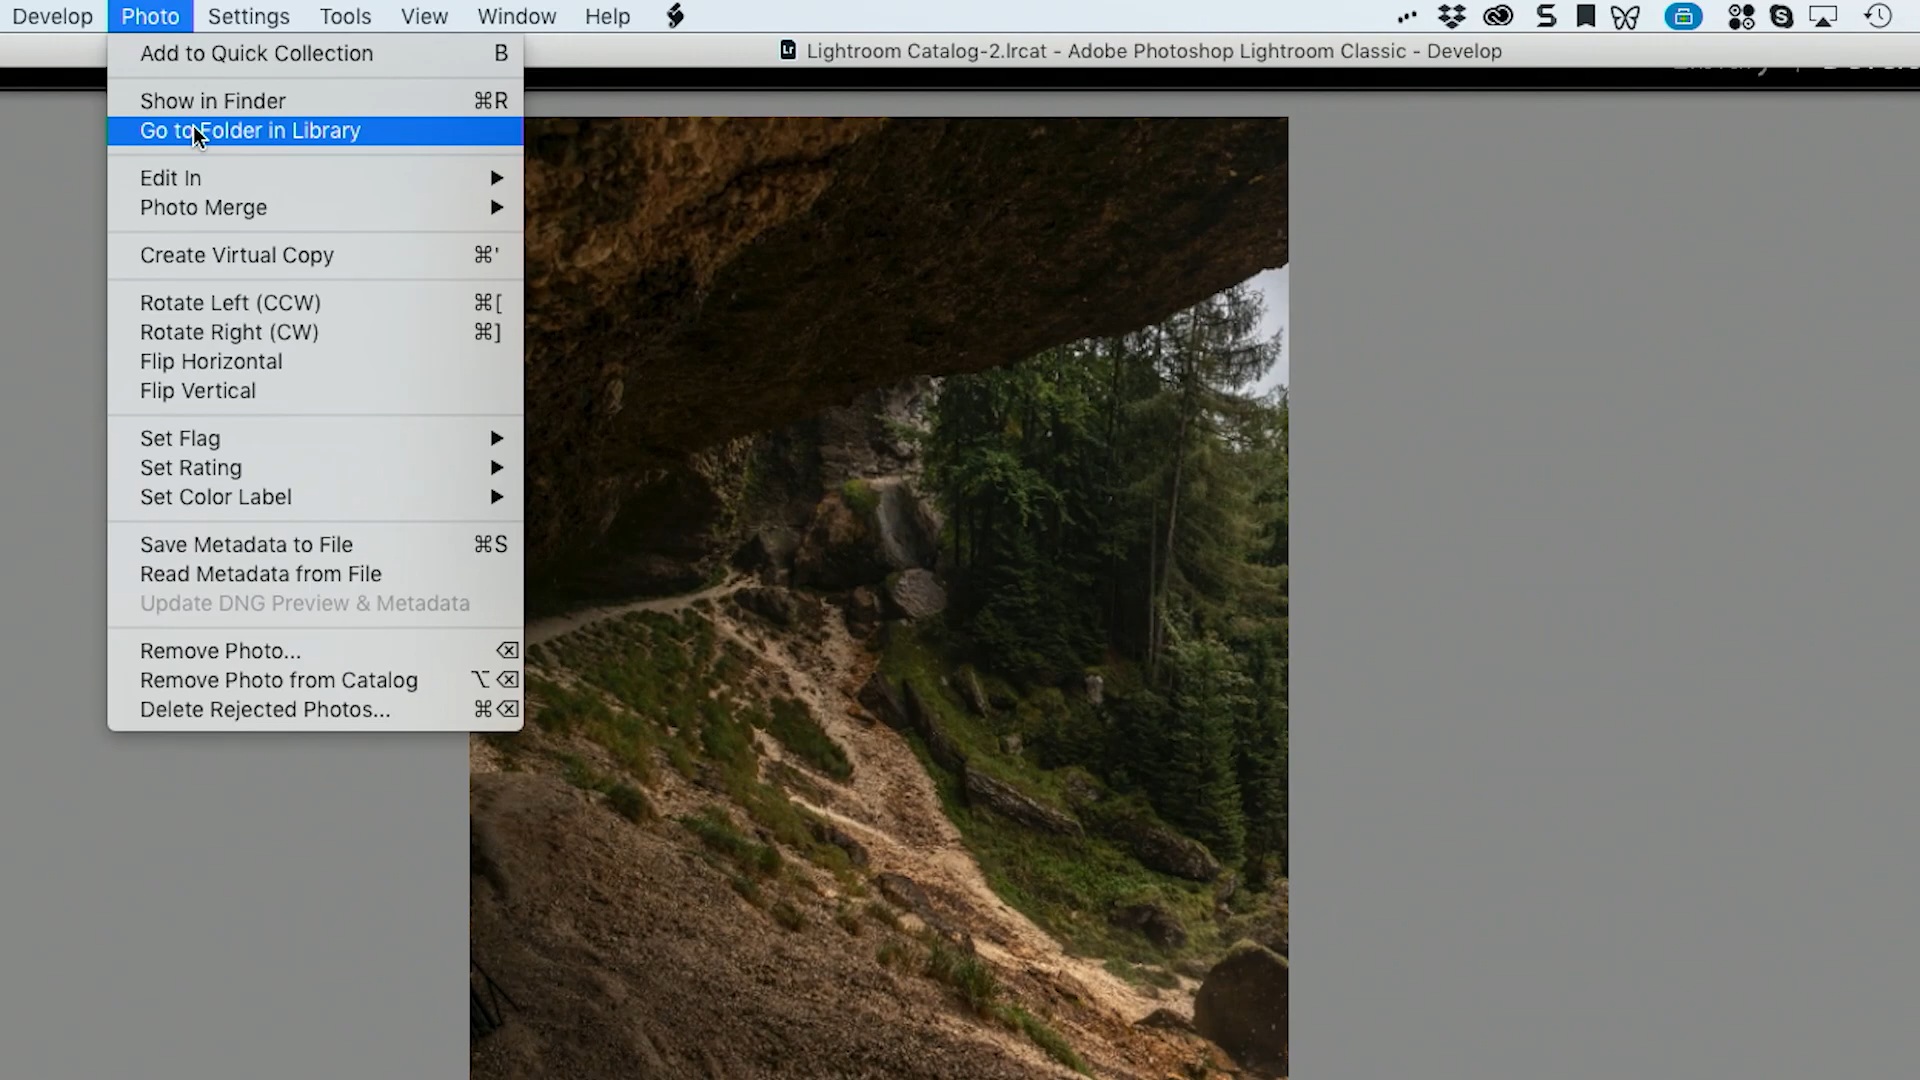 Develop Photo Settings Tools View Window Help
Lightroom Catalog-2.lrcat - Adobe Photoshop Lightroom Classic - Develop
Add to Quick Collection B
Show in Finder ⌘R
Go to Folder in Library
Edit In ▶
Photo Merge ▶
Create Virtual Copy ⌘'
Rotate Left (CCW) ⌘[
Rotate Right (CW) ⌘]
Flip Horizontal
Flip Vertical
Set Flag ▶
Set Rating ▶
Set Color Label ▶
Save Metadata to File ⌘S
Read Metadata from File
Update DNG Preview & Metadata
Remove Photo... ⌫
Remove Photo from Catalog ⌥⌫
Delete Rejected Photos... ⌘⌫